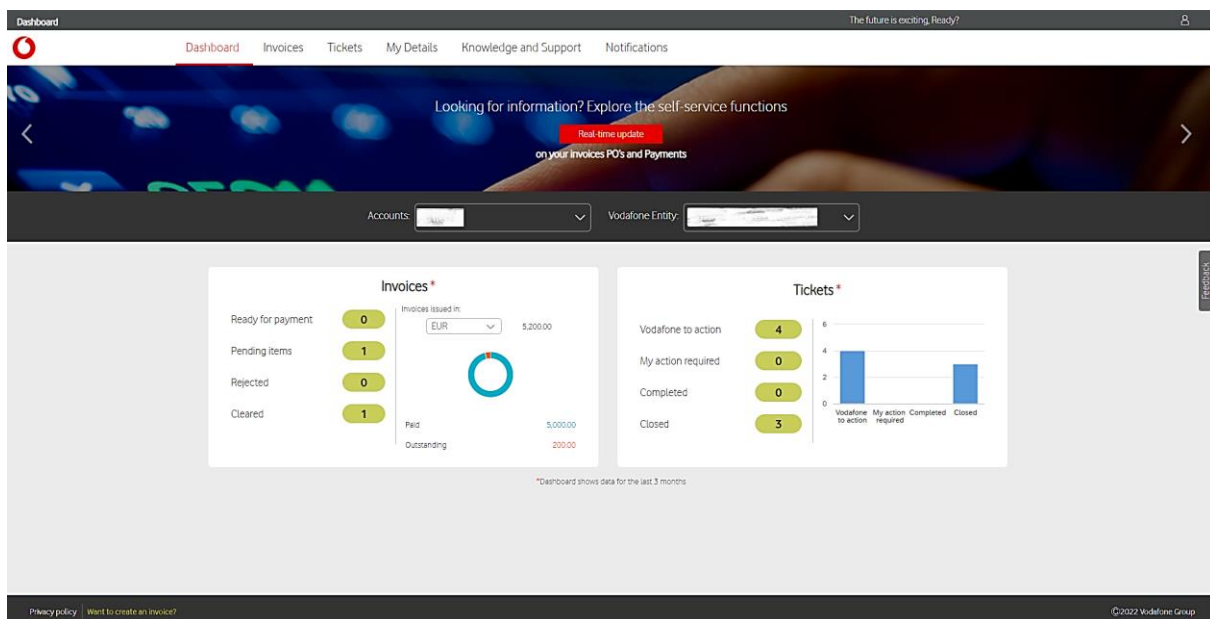 Dashboard
The future is exciting, Ready?
Dashboard Invoices Tickets My Details Knowledge and Support Notifications
Looking for information? Explore the self-service functions
Real-time update
on your invoices PO's and Payments
Accounts:
Vodafone Entity:
Feedback
Invoices *
Ready for payment 0
Pending items 1
Rejected 0
Cleared 1
Invoices issued in:
EUR 5,200.00
Paid 5,000.00
Outstanding 200.00
Tickets *
Vodafone to action 4
My action required 0
Completed 0
Closed 3
6
4
2
0
Vodafone My action Completed Closed
to action required
*Dashboard shows data for the last 3 months
Privacy policy Want to create an invoice?
©2022 Vodafone Group